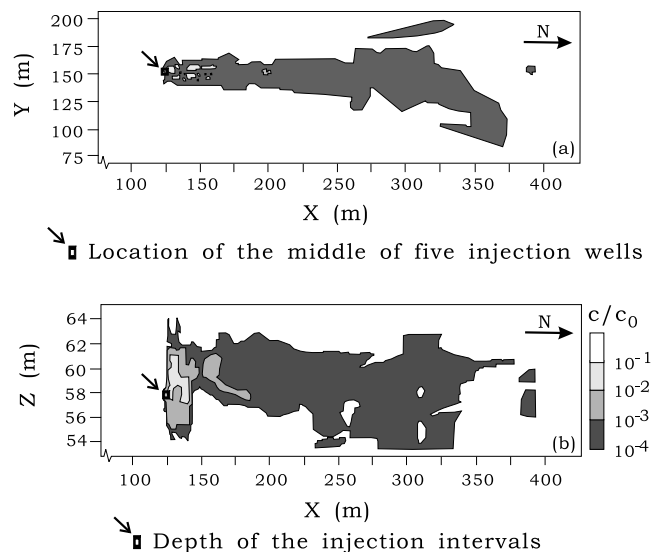 200
175
150
125
100
75
Y (m)
N
(a)
100 150 200 250 300 350 400
X (m)
Location of the middle of five injection wells
64
62
60
58
56
54
Z (m)
N
(b)
c/c0
10-1
10-2
10-3
10-4
100 150 200 250 300 350 400
X (m)
Depth of the injection intervals